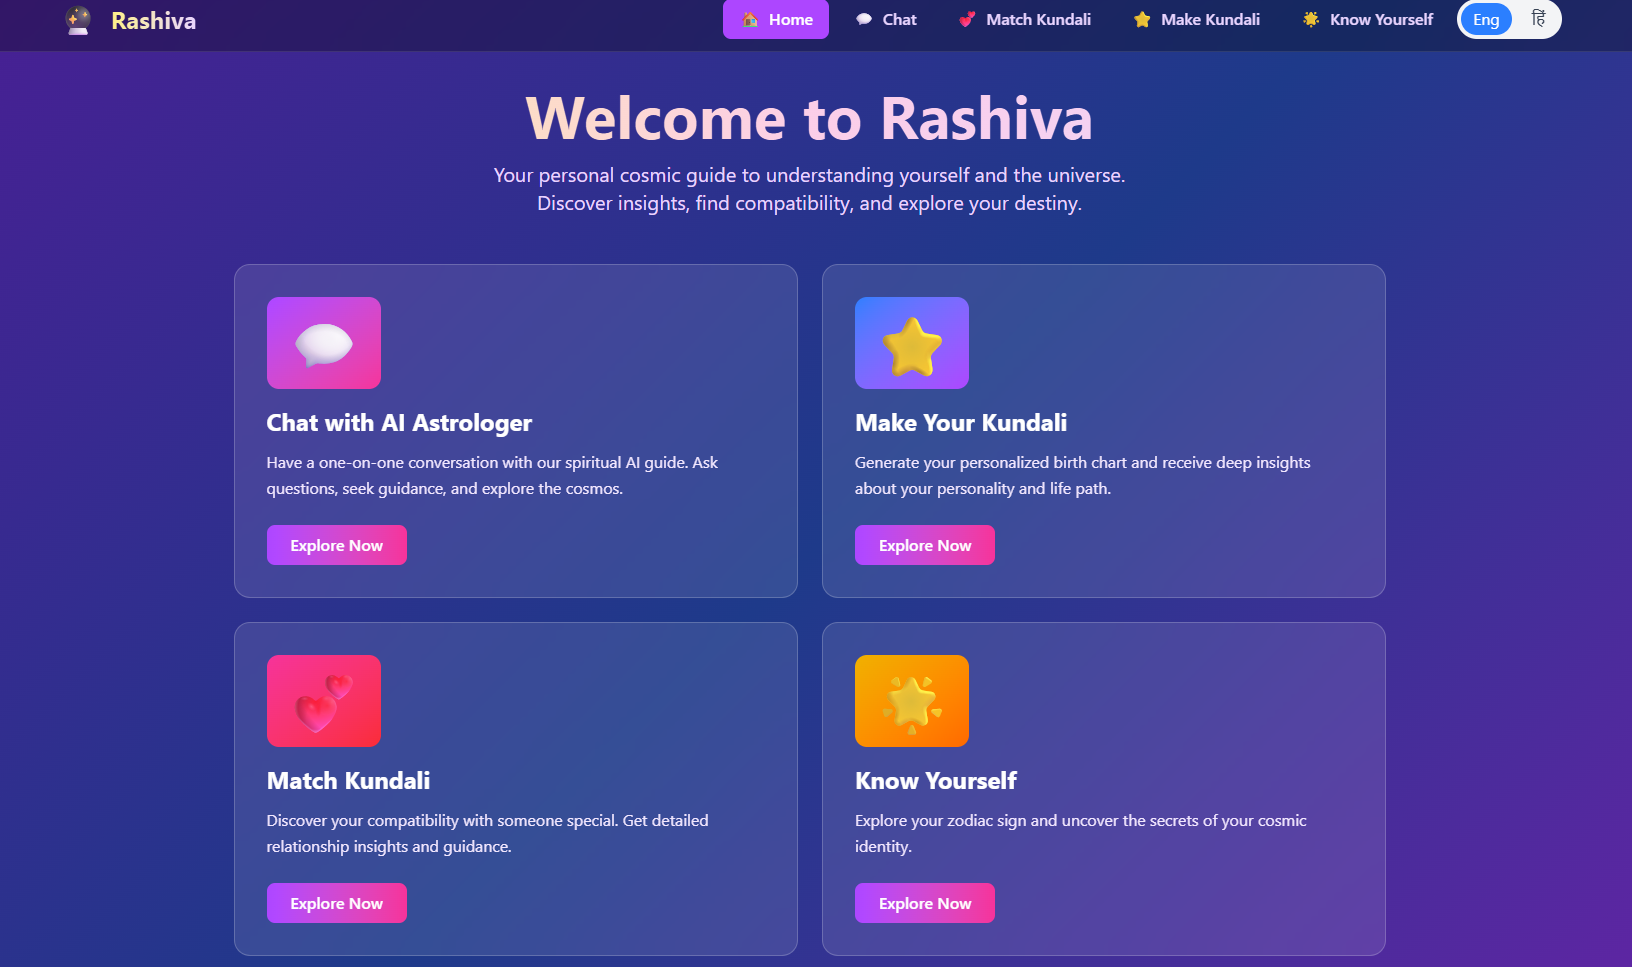 Rashiva
Home
Chat
Match Kundali
Make Kundali
Know Yourself
Eng
हिं
Welcome to Rashiva
Your personal cosmic guide to understanding yourself and the universe.
Discover insights, find compatibility, and explore your destiny.
Chat with AI Astrologer
Have a one-on-one conversation with our spiritual AI guide. Ask
questions, seek guidance, and explore the cosmos.
Explore Now
Make Your Kundali
Generate your personalized birth chart and receive deep insights
about your personality and life path.
Explore Now
Match Kundali
Discover your compatibility with someone special. Get detailed
relationship insights and guidance.
Explore Now
Know Yourself
Explore your zodiac sign and uncover the secrets of your cosmic
identity.
Explore Now